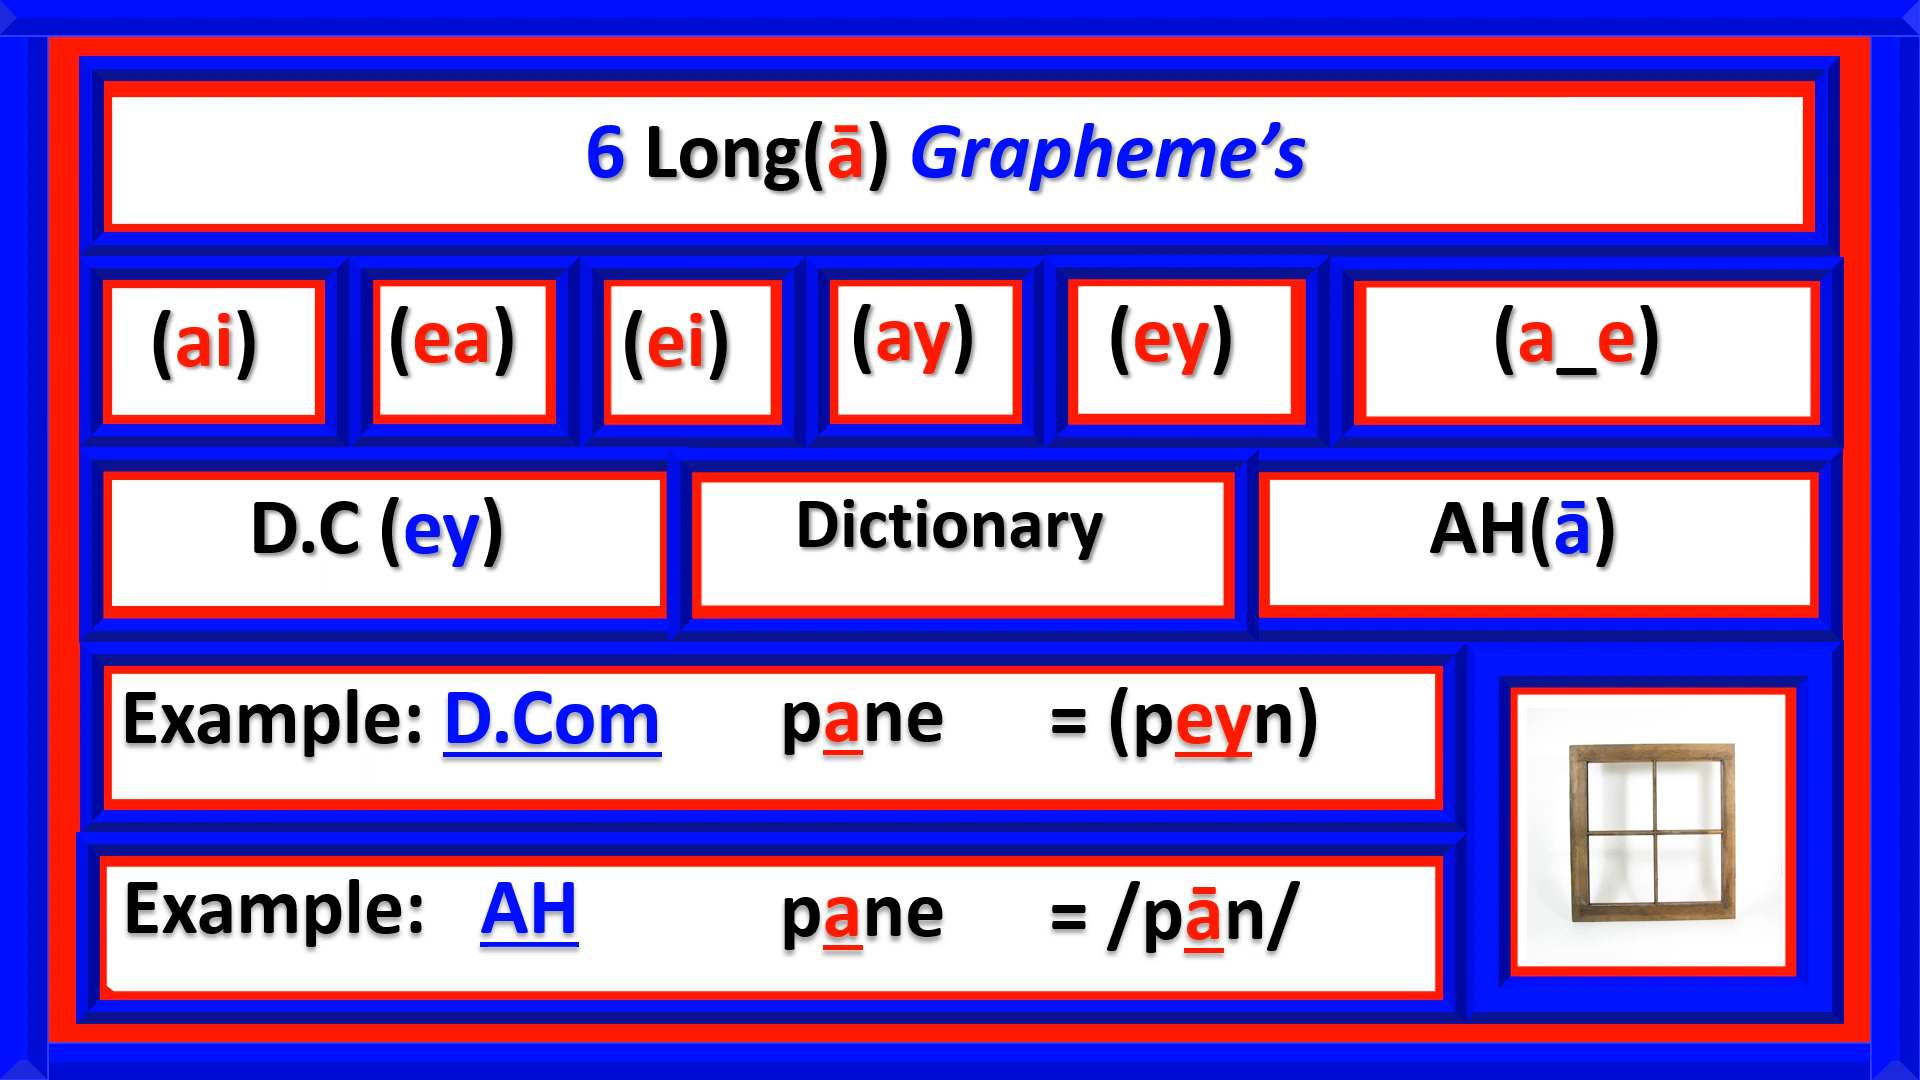 6 Long(ā) Grapheme’s
(ai) (ea) (ei) (ay) (ey) (a_e)
D.C (ey) Dictionary AH(ā)
Example: D.Com pane = (peyn)
Example: AH pane = /pān/